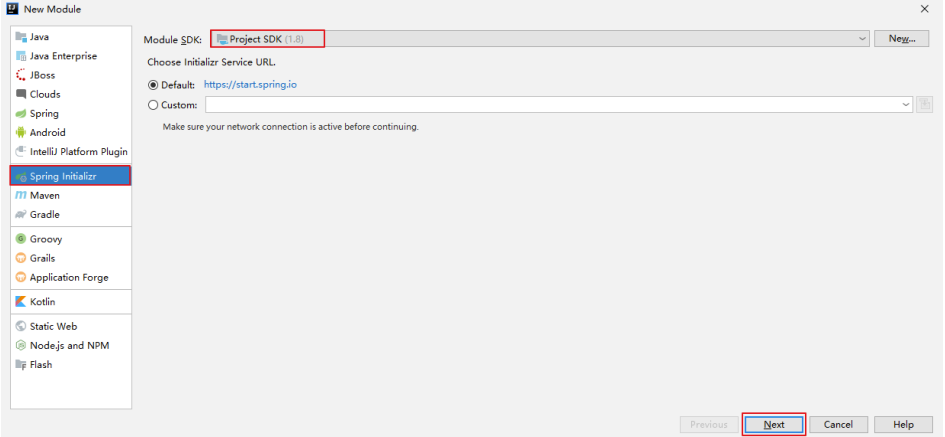 New Module
Java
Java Enterprise
JBoss
Clouds
Spring
Android
IntelliJ Platform Plugin
Spring Initializr
Maven
Gradle
Groovy
Grails
Application Forge
Kotlin
Static Web
Node.js and NPM
Flash
Module SDK: Project SDK (1.8) New...
Choose Initializr Service URL.
Default: https://start.spring.io
Custom:
Make sure your network connection is active before continuing.
Previous Next Cancel Help